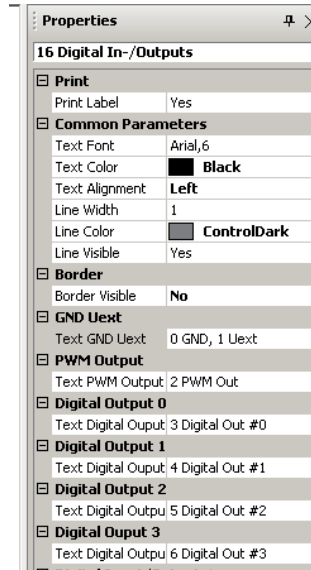 Properties
16 Digital In-/Outputs
Print
Print Label Yes
Common Parameters
Text Font Arial,6
Text Color Black
Text Alignment Left
Line Width 1
Line Color ControlDark
Line Visible Yes
Border
Border Visible No
GND Uext
Text GND Uext 0 GND, 1 Uext
PWM Output
Text PWM Output 2 PWM Out
Digital Output 0
Text Digital Ouput 3 Digital Out #0
Digital Output 1
Text Digital Ouput 4 Digital Out #1
Digital Output 2
Text Digital Outpu 5 Digital Out #2
Digital Ouput 3
Text Digital Outpu 6 Digital Out #3